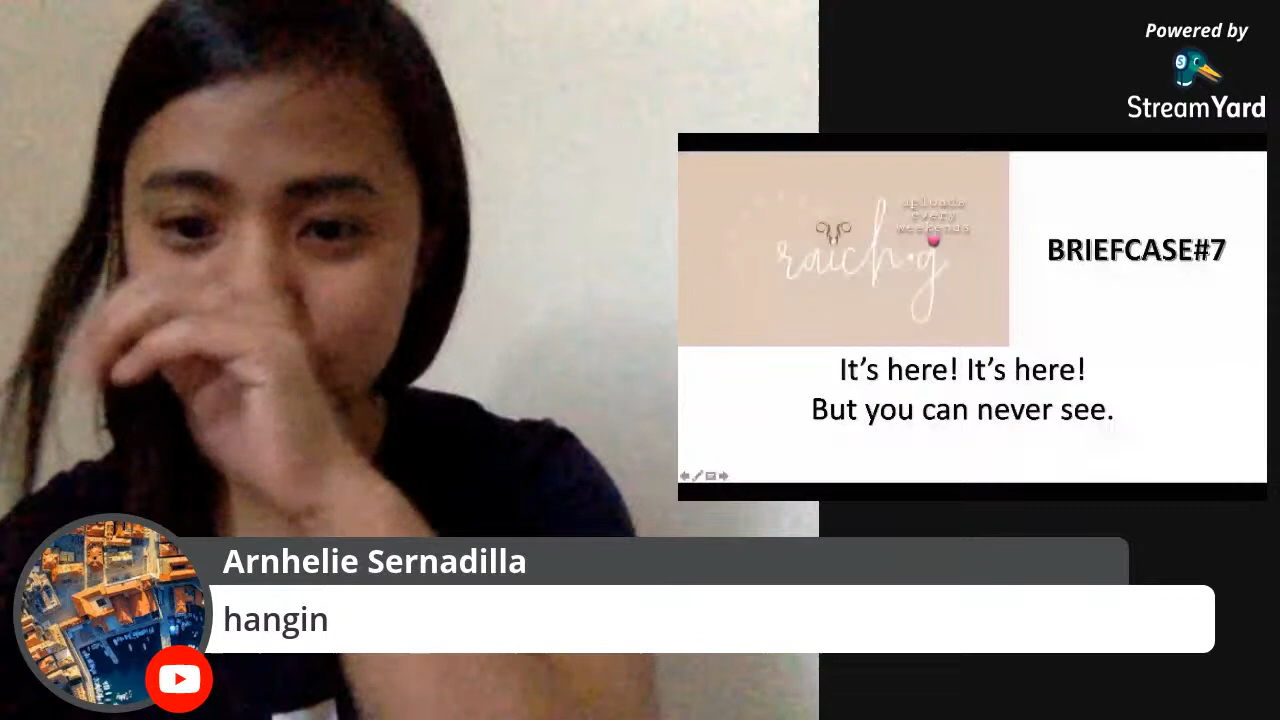 Powered by
StreamYard
uploads
every
weekends
raich.g
BRIEFCASE#7
It’s here! It’s here!
But you can never see.
Arnhelie Sernadilla
hangin